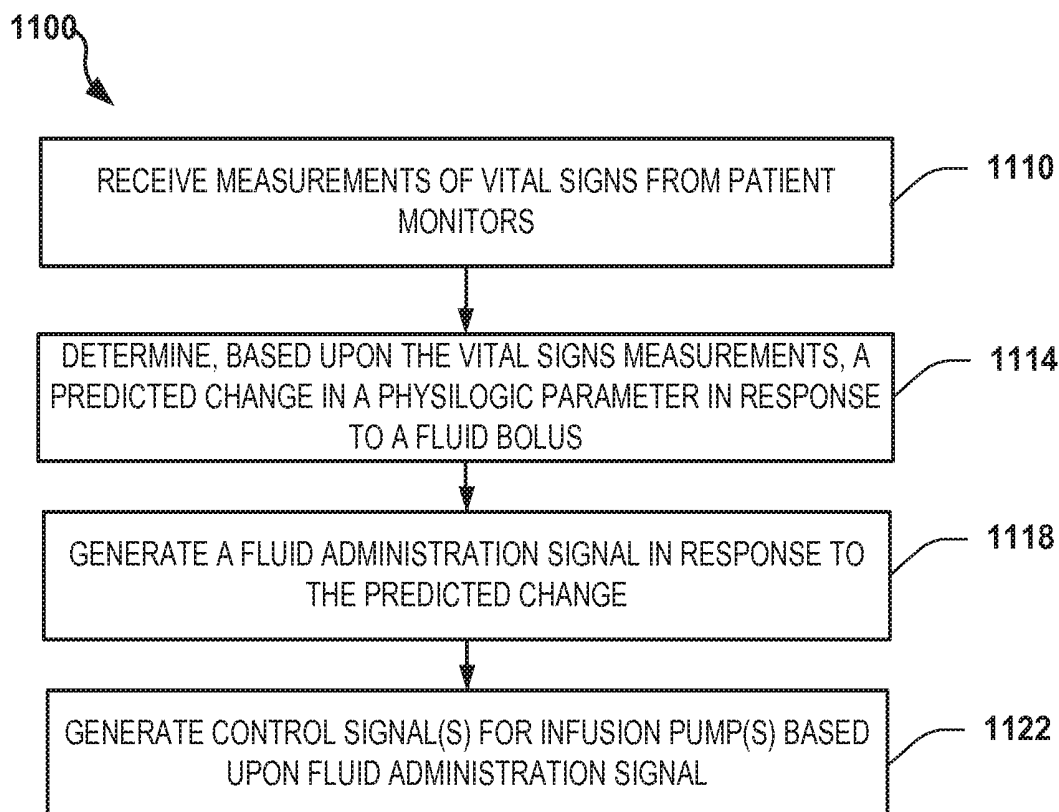 1100
RECEIVE MEASUREMENTS OF VITAL SIGNS FROM PATIENT
MONITORS
1110
DETERMINE, BASED UPON THE VITAL SIGNS MEASUREMENTS, A
PREDICTED CHANGE IN A PHYSILOGIC PARAMETER IN RESPONSE
TO A FLUID BOLUS
1114
GENERATE A FLUID ADMINISTRATION SIGNAL IN RESPONSE TO
THE PREDICTED CHANGE
1118
GENERATE CONTROL SIGNAL(S) FOR INFUSION PUMP(S) BASED
UPON FLUID ADMINISTRATION SIGNAL
1122